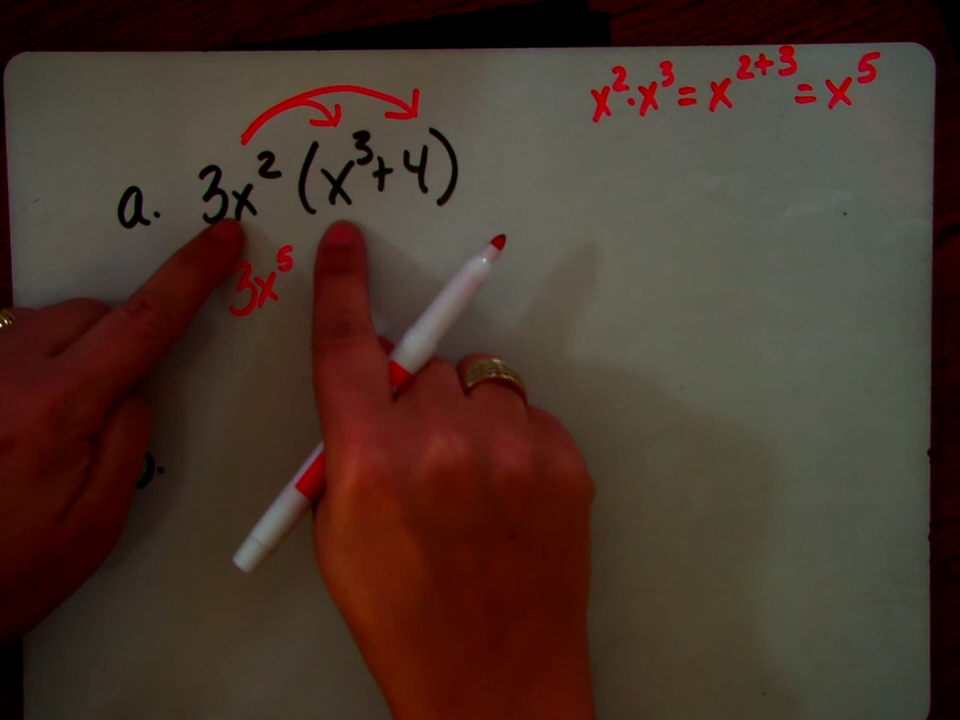 x²·x³ = x²⁺³ = x⁵
a. 3x² (x³+4)
3x⁵